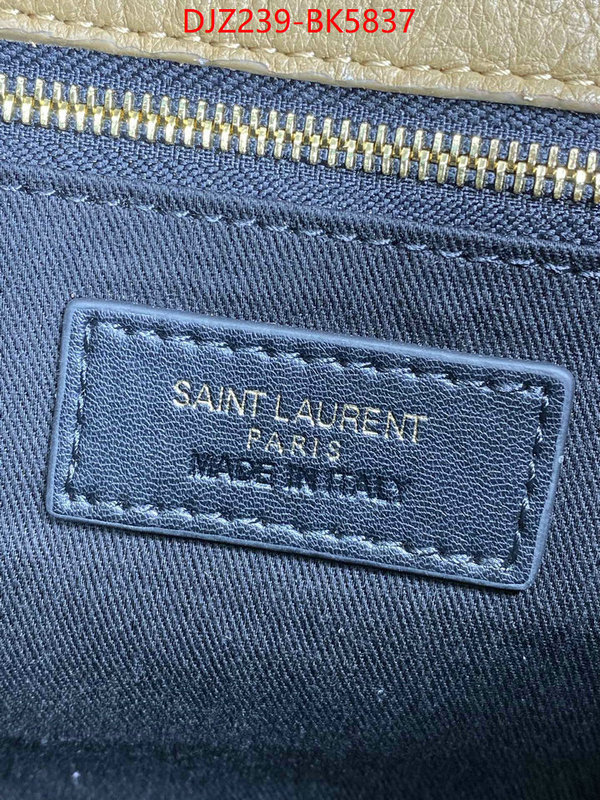 DJZ239-BK5837
SAINT LAURENT
PARIS
MADE IN ITALY